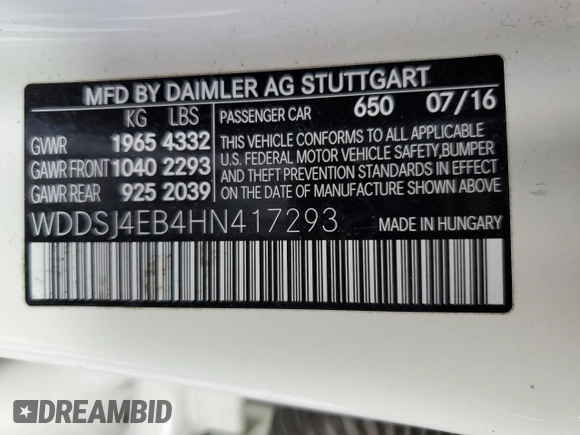 MFD BY DAIMLER AG STUTTGART
KG LBS PASSENGER CAR 650 07/16
GVWR 1965 4332
GAWR FRONT 1040 2293
GAWR REAR 925 2039
THIS VEHICLE CONFORMS TO ALL APPLICABLE
U.S. FEDERAL MOTOR VEHICLE SAFETY,BUMPER
AND THEFT PREVENTION STANDARDS IN EFFECT
ON THE DATE OF MANUFACTURE SHOWN ABOVE.
WDDSJ4EB4HN417293 MADE IN HUNGARY
DREAMBID